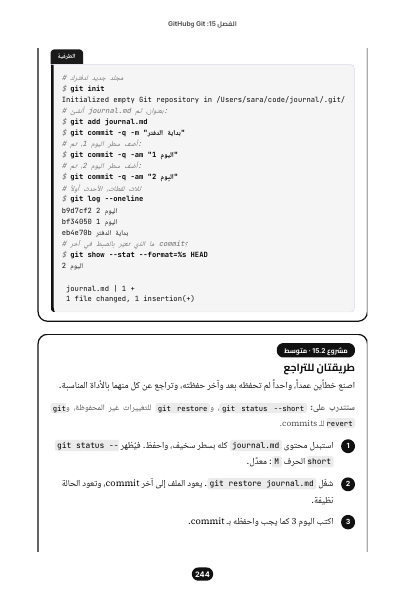 الفصل 15: Git وGitHub
الطرفية
# مجلد جديد لدفترك
$ git init
Initialized empty Git repository in /Users/sara/code/journal/.git/
# أنشئ journal.md بعنوان، ثم:
$ git add journal.md
$ git commit -q -m "بداية الدفتر"
# أضف سطر اليوم 1، ثم:
$ git commit -q -am "اليوم 1"
# أضف سطر اليوم 2، ثم:
$ git commit -q -am "اليوم 2"
# ثلاث لقطات، الأحدث أولاً
$ git log --oneline
b9d7cf2 اليوم 2
bf34050 اليوم 1
eb4e70b بداية الدفتر
# ما الذي تغير بالضبط في آخر commit؟
$ git show --stat --format=%s HEAD
اليوم 2
journal.md | 1 +
1 file changed, 1 insertion(+)
مشروع 15.2 · متوسط
طريقتان للتراجع
اصنع خطأين عمداً، واحداً لم تحفظه بعد وآخر حفظته، وتراجع عن كل منهما بالأداة المناسبة.
ستتدرب على: git status --short، و git restore للتغييرات غير المحفوظة، و git
revert للـ commits.
1 استبدل محتوى journal.md كله بسطر سخيف، واحفظ. فيُظهر git status --
short الحرف M : معدَّل.
2 شغّل git restore journal.md . يعود الملف إلى آخر commit، وتعود الحالة
نظيفة.
3 اكتب اليوم 3 كما يجب واحفظه بـ commit.
244